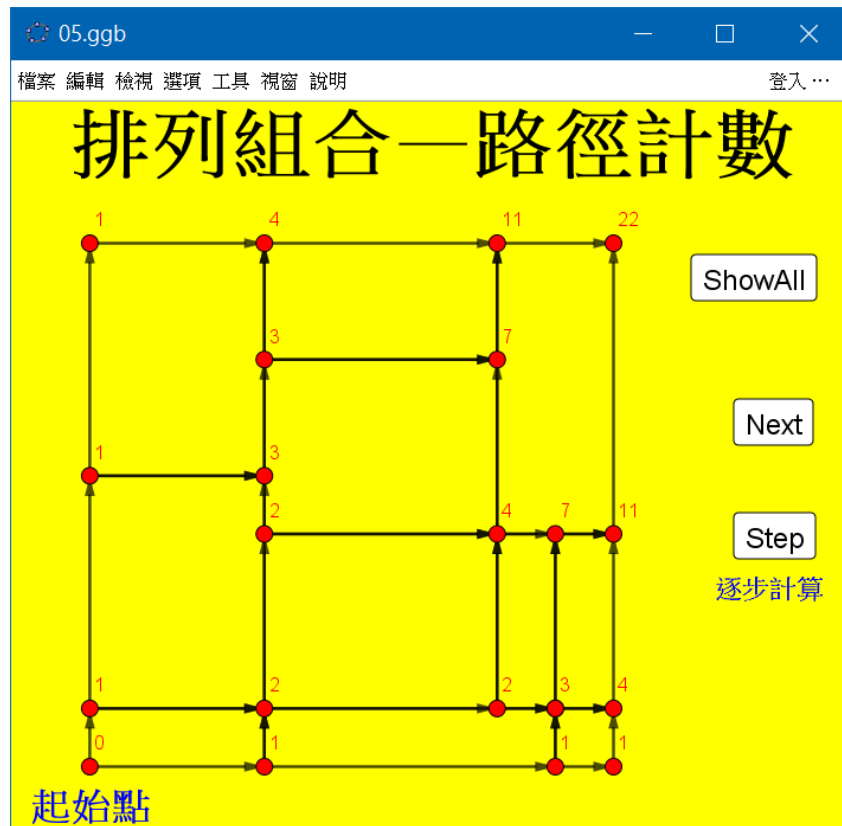 05.ggb
檔案 編輯 檢視 選項 工具 視窗 說明 登入 …
排列組合－路徑計數
1 4 11 22
ShowAll
3 7
Next
1 3
2 4 7 11
Step
逐步計算
1 2 2 3 4
0 1 1 1
起始點